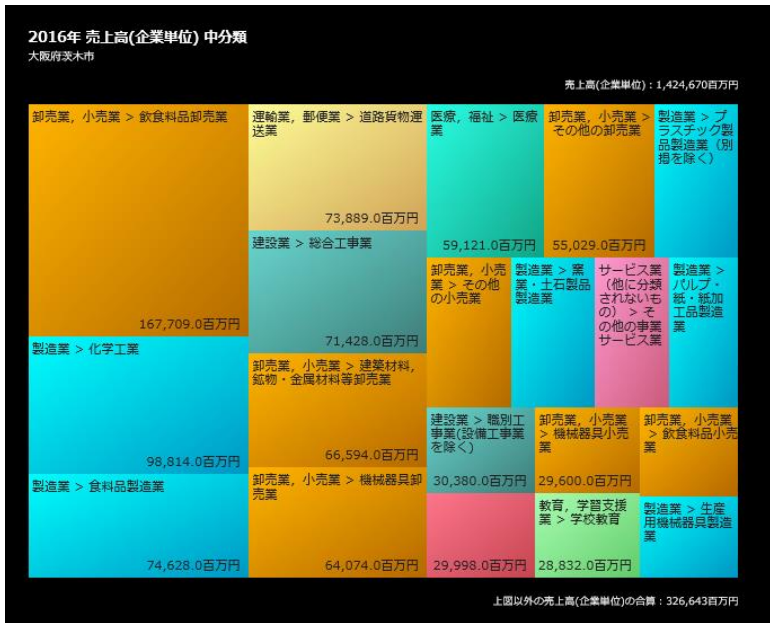 2016年 売上高(企業単位) 中分類
大阪府茨木市
売上高(企業単位)：1,424,670百万円
卸売業, 小売業 > 飲食料品卸売業
167,709.0百万円
製造業 > 化学工業
98,814.0百万円
製造業 > 食料品製造業
74,628.0百万円
運輸業, 郵便業 > 道路貨物運
送業
73,889.0百万円
建設業 > 総合工事業
71,428.0百万円
卸売業, 小売業 > 建築材料,
鉱物・金属材料等卸売業
66,594.0百万円
卸売業, 小売業 > 機械器具卸
売業
64,074.0百万円
医療, 福祉 > 医療
業
59,121.0百万円
卸売業, 小売業 >
その他の卸売業
55,029.0百万円
製造業 > プ
ラスチック製
品製造業（別
掲を除く）
卸売業, 小売
業 > その他
の小売業
製造業 > 窯
業・土石製品
製造業
サービス業
（他に分類
されないも
の）> そ
の他の事業
サービス業
製造業 >
パルプ・
紙・紙加
工品製造
業
建設業 > 職別工
事業(設備工事業
を除く)
30,380.0百万円
卸売業, 小売業
> 機械器具小売
業
29,600.0百万円
卸売業, 小売業
> 飲食料品小売
業
29,998.0百万円
教育, 学習支援
業 > 学校教育
28,832.0百万円
製造業 > 生産
用機械器具製造
業
上図以外の売上高(企業単位)の合算：326,643百万円